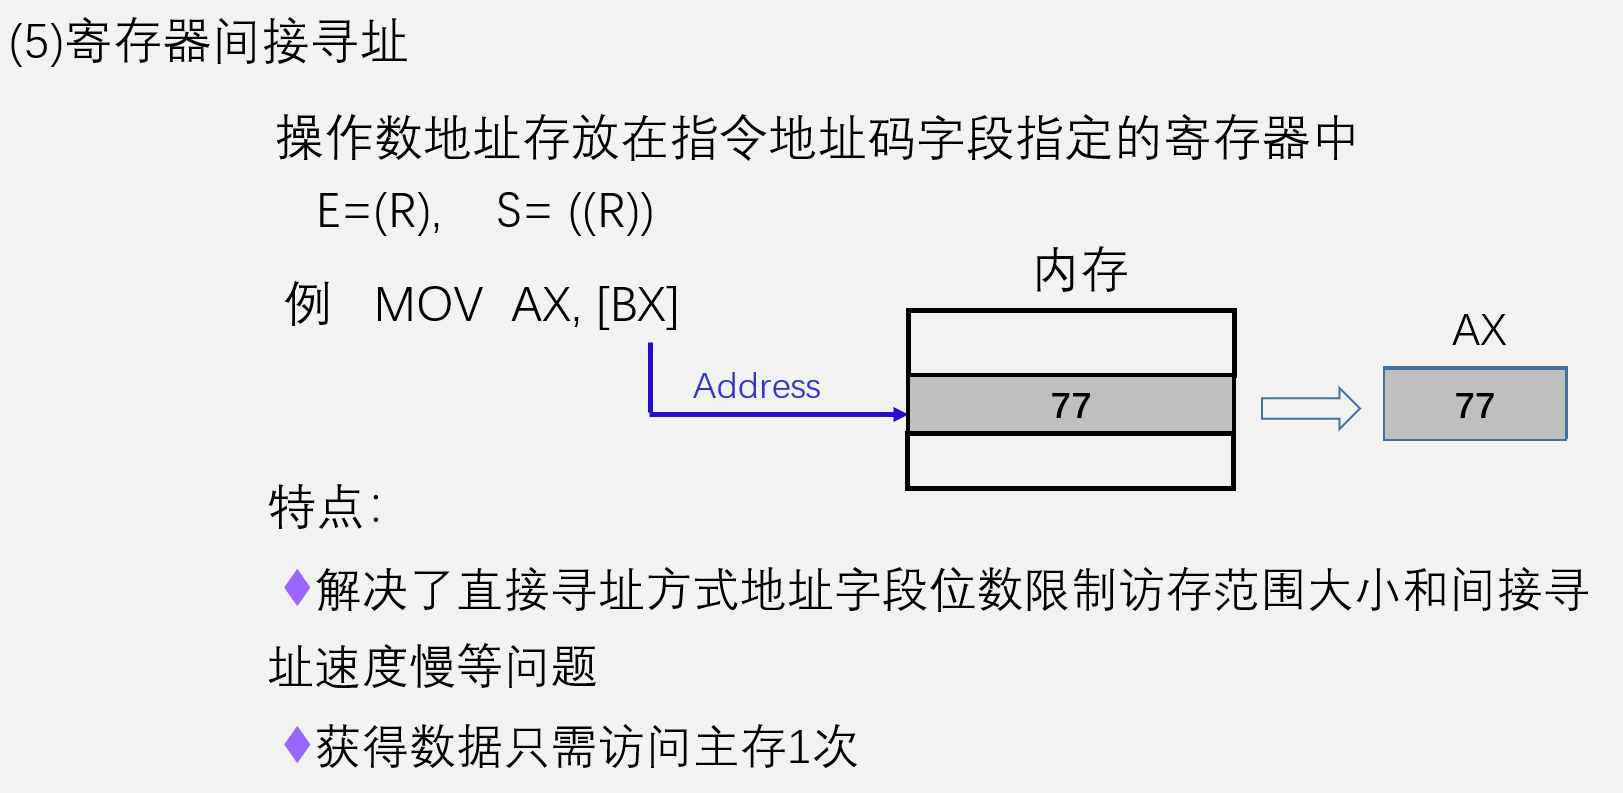 (5)寄存器间接寻址
操作数地址存放在指令地址码字段指定的寄存器中
E=(R), S= ((R))
例 MOV AX, [BX]
内存
AX
Address
77
77
特点:
解决了直接寻址方式地址字段位数限制访存范围大小和间接寻
址速度慢等问题
获得数据只需访问主存1次